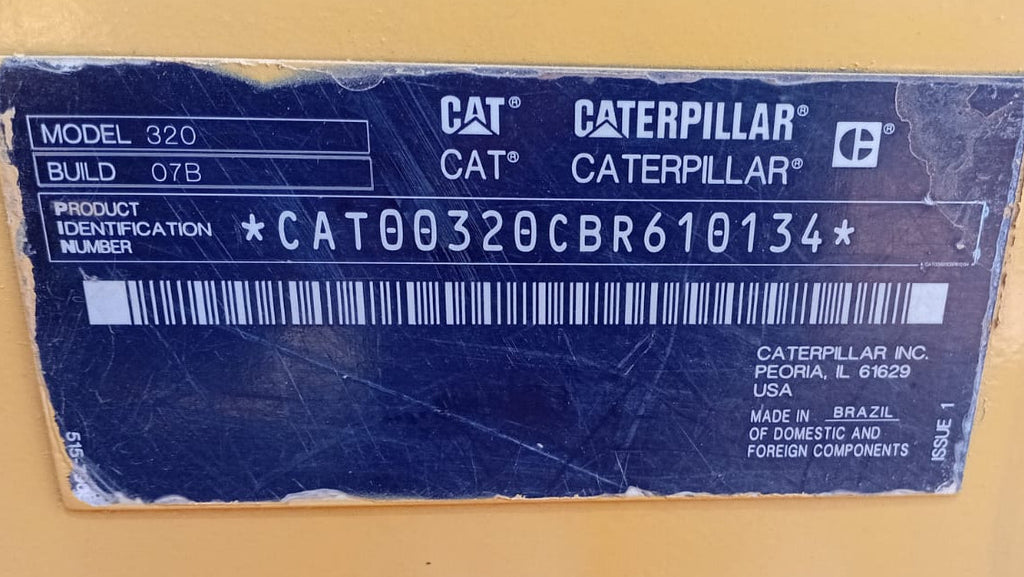 CAT® CATERPILLAR®
CAT® CATERPILLAR®
MODEL 320
BUILD 07B
PRODUCT
IDENTIFICATION
NUMBER
*CAT00320CBR610134*
CATERPILLAR INC.
PEORIA, IL 61629
USA
MADE IN BRAZIL
OF DOMESTIC AND
FOREIGN COMPONENTS
ISSUE 1